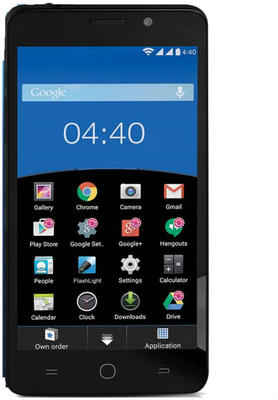 4:40
Google
04:40
Gallery Chrome Camera Gmail
Play Store Google Set. Google+ Hangouts
People FlashLight Settings Calculator
Calendar Clock Downloads Drive
Own order Application